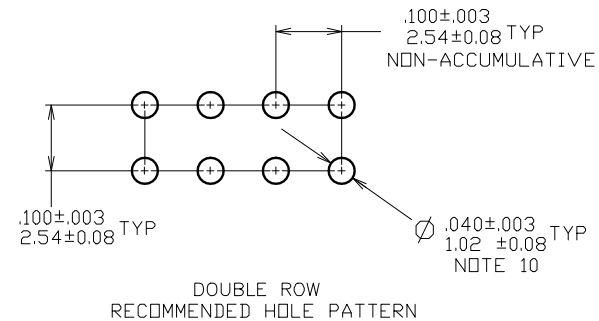 .100±.003
2.54±0.08 TYP
NON-ACCUMULATIVE
.100±.003
2.54±0.08 TYP
Ø .040±.003
1.02 ±0.08 TYP
NOTE 10
DOUBLE ROW
RECOMMENDED HOLE PATTERN